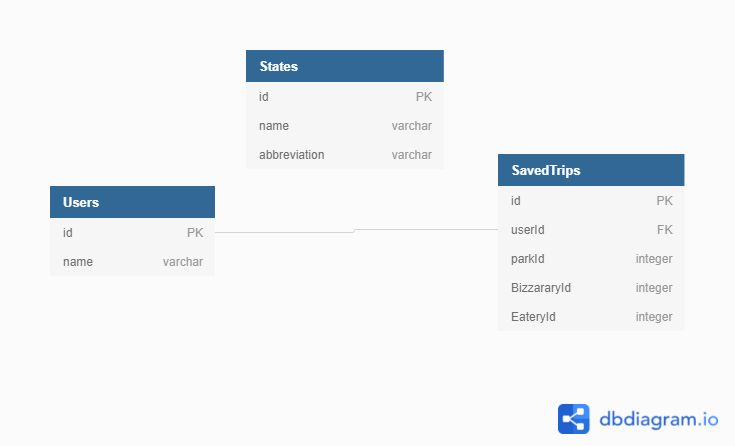 States
id PK
name varchar
abbreviation varchar
Users
id PK
name varchar
SavedTrips
id PK
userId FK
parkId integer
BizzararyId integer
EateryId integer
dbdiagram.io